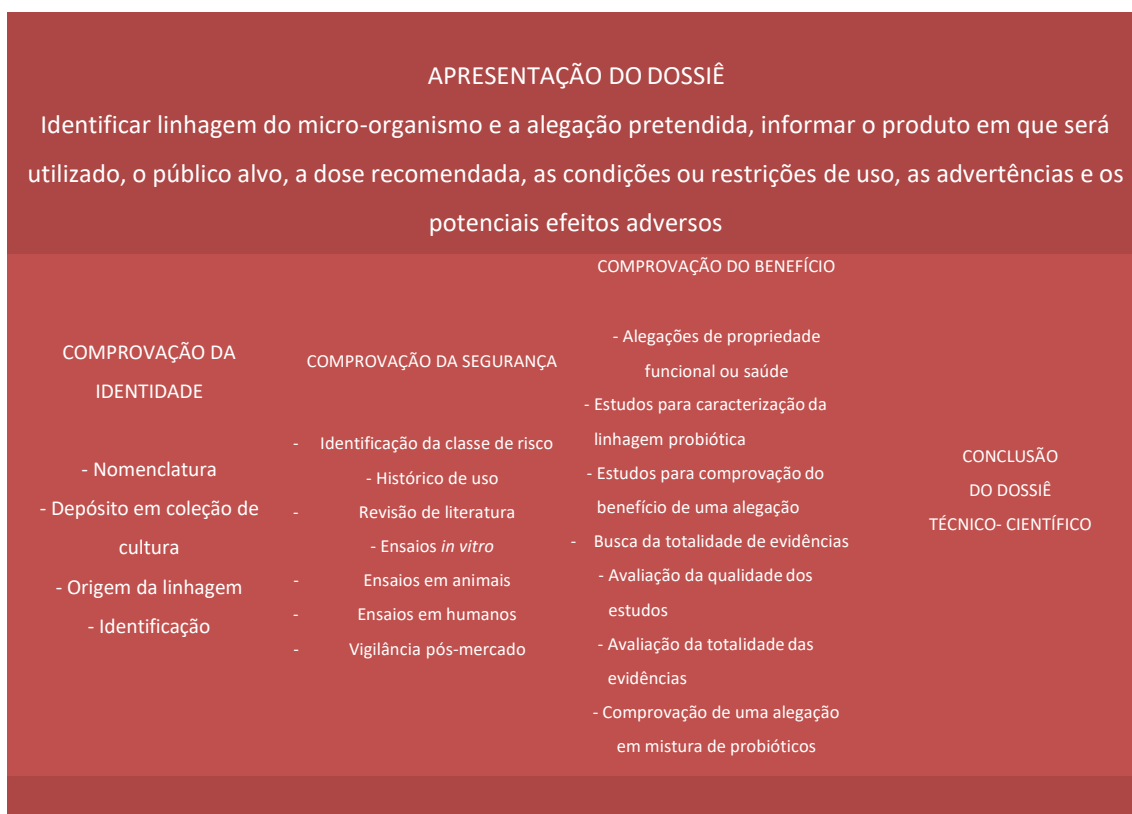 APRESENTAÇÃO DO DOSSIÊ
Identificar linhagem do micro-organismo e a alegação pretendida, informar o produto em que será
utilizado, o público alvo, a dose recomendada, as condições ou restrições de uso, as advertências e os
potenciais efeitos adversos
COMPROVAÇÃO DA
IDENTIDADE
- Nomenclatura
- Depósito em coleção de
cultura
- Origem da linhagem
- Identificação
COMPROVAÇÃO DA SEGURANÇA
- Identificação da classe de risco
- Histórico de uso
- Revisão de literatura
- Ensaios in vitro
- Ensaios em animais
- Ensaios em humanos
- Vigilância pós-mercado
COMPROVAÇÃO DO BENEFÍCIO
- Alegações de propriedade
funcional ou saúde
- Estudos para caracterização da
linhagem probiótica
- Estudos para comprovação do
benefício de uma alegação
- Busca da totalidade de evidências
- Avaliação da qualidade dos
estudos
- Avaliação da totalidade das
evidências
- Comprovação de uma alegação
em mistura de probióticos
CONCLUSÃO
DO DOSSIÊ
TÉCNICO- CIENTÍFICO